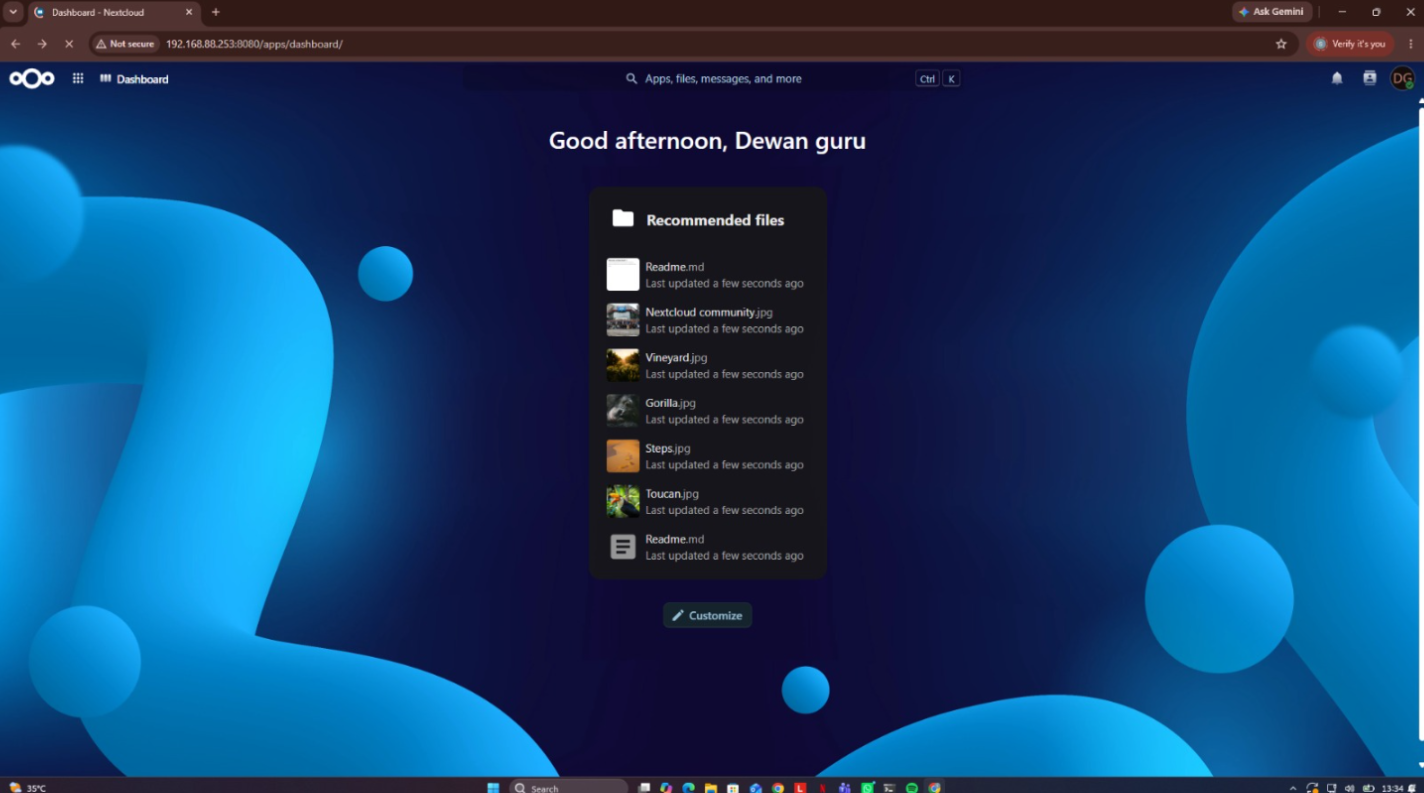 Dashboard - Nextcloud
Ask Gemini
Not secure
192.168.88.253:8080/apps/dashboard/
Verify it's you
Dashboard
Apps, files, messages, and more
Ctrl K
DG
Good afternoon, Dewan guru
Recommended files
Readme.md
Last updated a few seconds ago
Nextcloud community.jpg
Last updated a few seconds ago
Vineyard.jpg
Last updated a few seconds ago
Gorilla.jpg
Last updated a few seconds ago
Steps.jpg
Last updated a few seconds ago
Toucan.jpg
Last updated a few seconds ago
Readme.md
Last updated a few seconds ago
Customize
35°C
Search
L
13:34